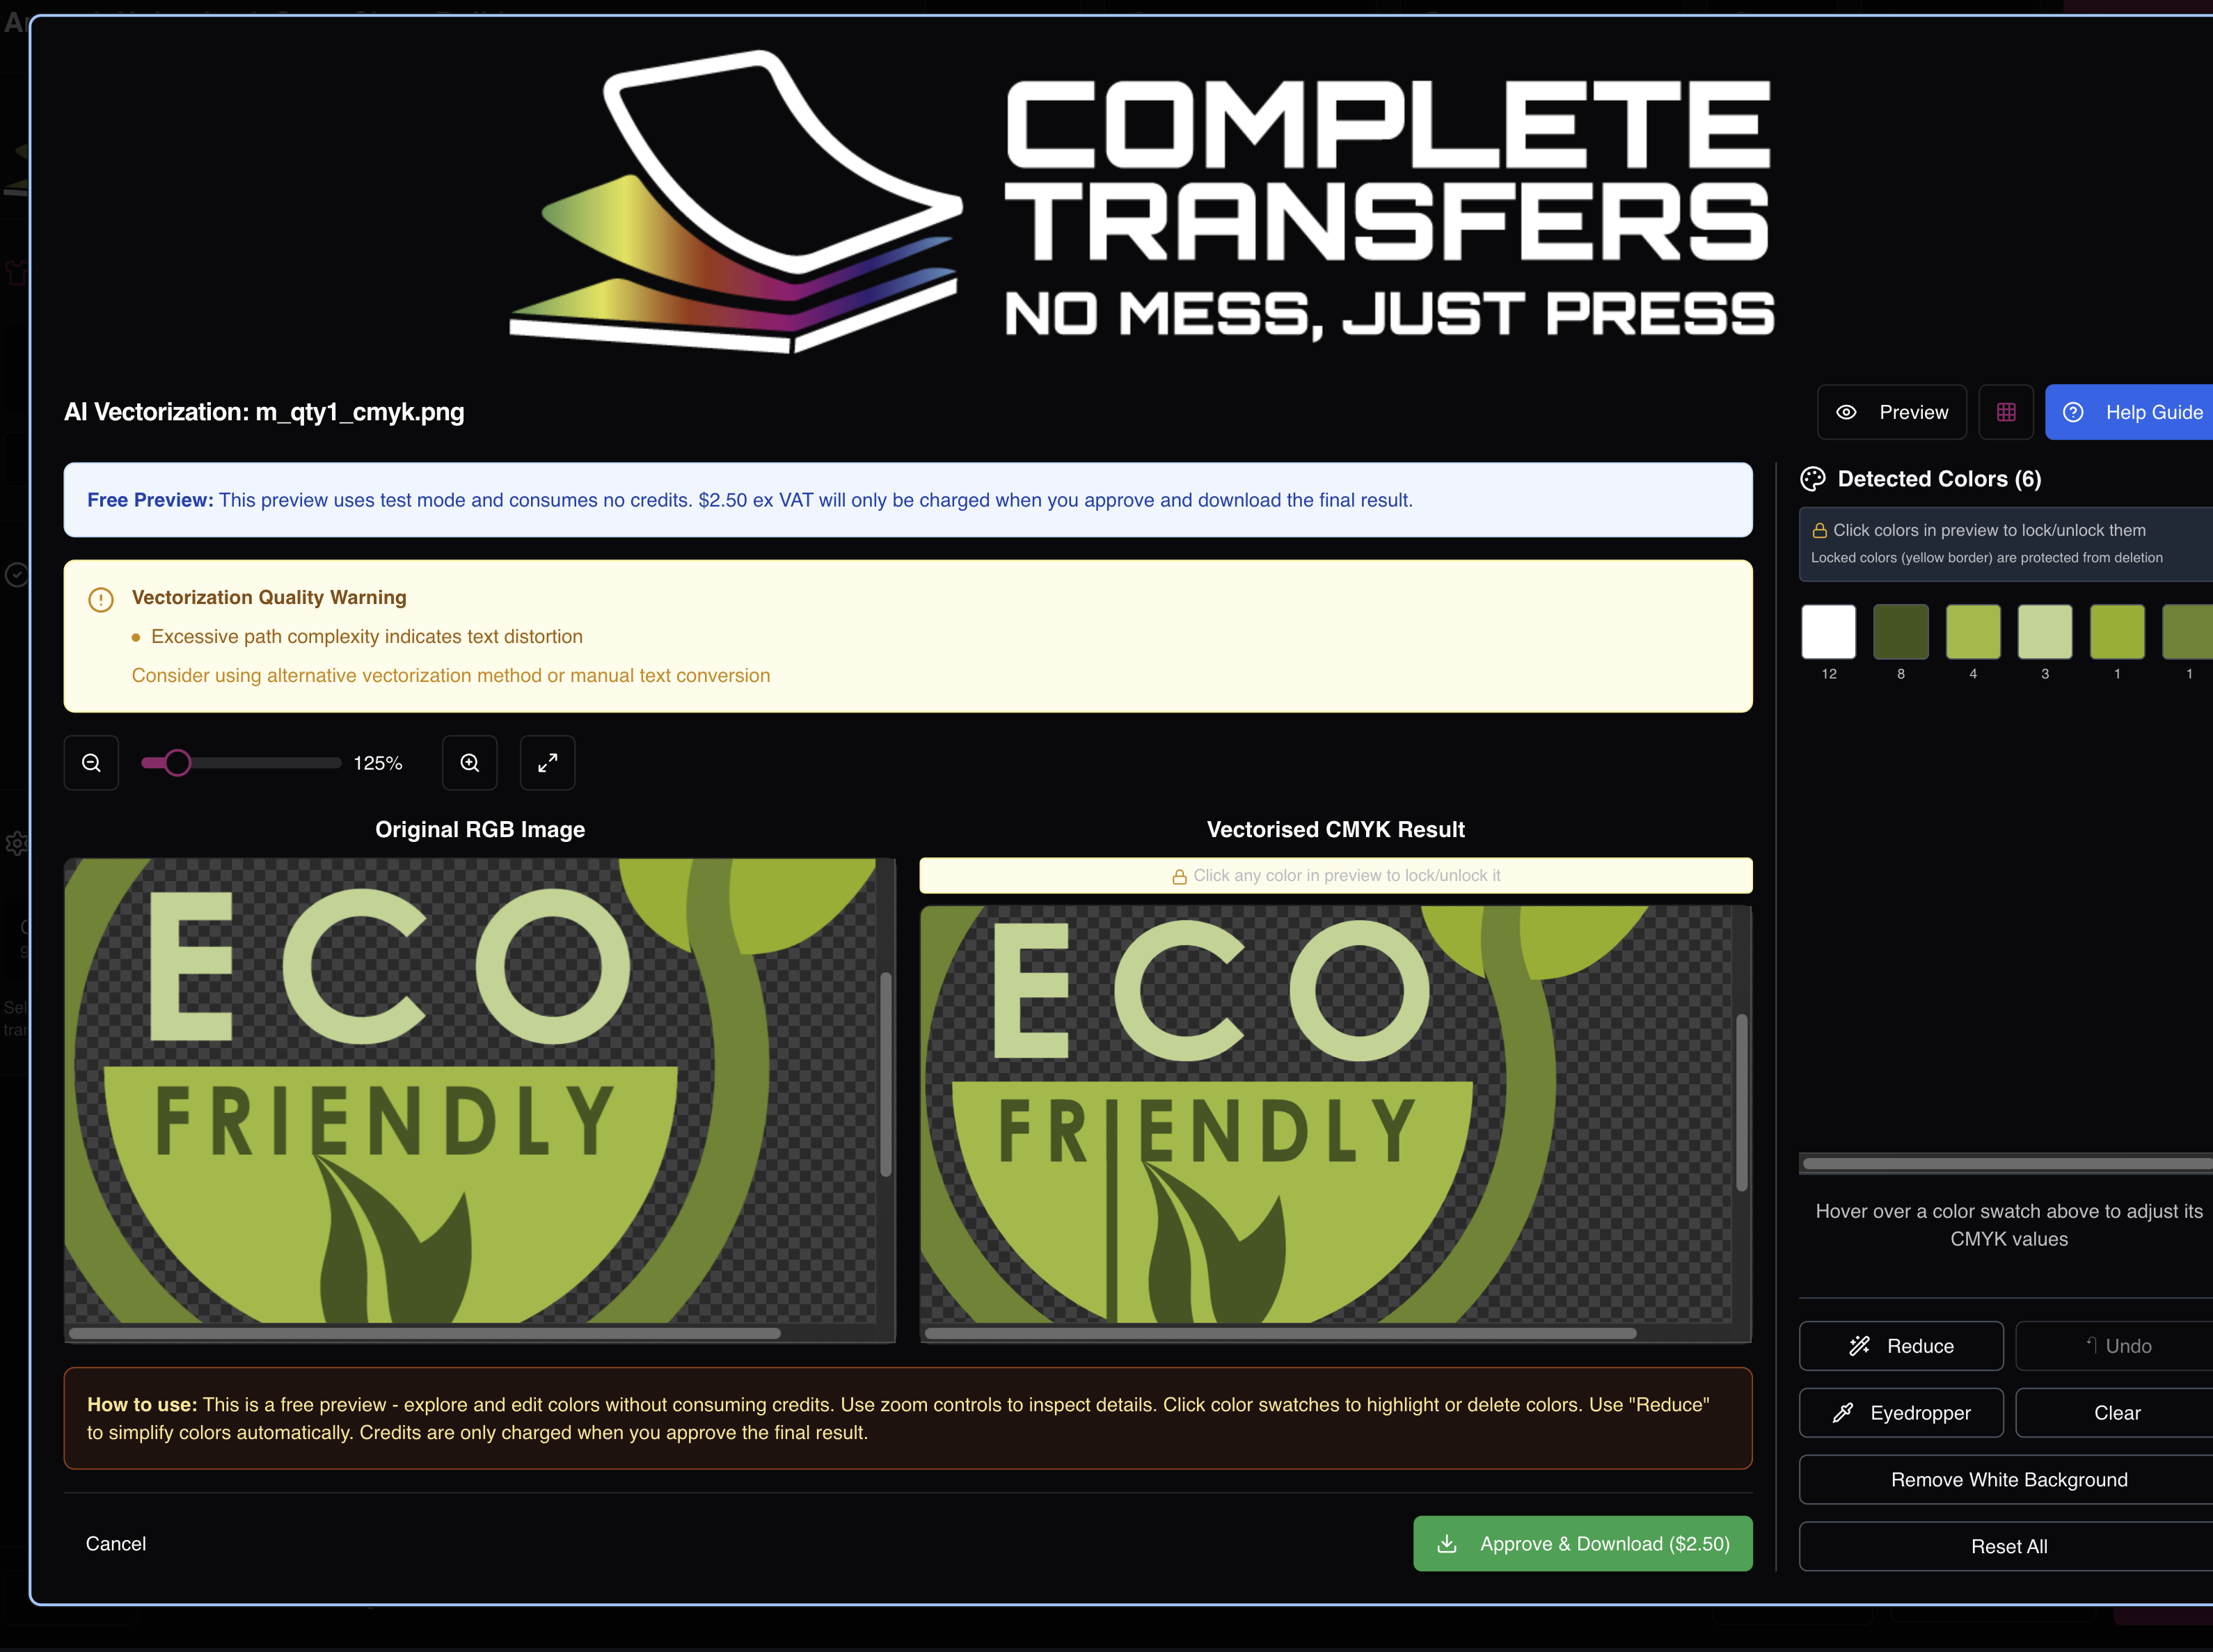 COMPLETE
TRANSFERS
NO MESS, JUST PRESS
AI Vectorization: m_qty1_cmyk.png
Preview
Help Guide
Free Preview: This preview uses test mode and consumes no credits. $2.50 ex VAT will only be charged when you approve and download the final result.
Vectorization Quality Warning
Excessive path complexity indicates text distortion
Consider using alternative vectorization method or manual text conversion
125%
Original RGB Image
ECO
FRIENDLY
Vectorised CMYK Result
Click any color in preview to lock/unlock it
ECO
FRIENDLY
How to use: This is a free preview - explore and edit colors without consuming credits. Use zoom controls to inspect details. Click color swatches to highlight or delete colors. Use "Reduce"
to simplify colors automatically. Credits are only charged when you approve the final result.
Cancel
Approve & Download ($2.50)
Detected Colors (6)
Click colors in preview to lock/unlock them
Locked colors (yellow border) are protected from deletion
12 8 4 3 1 1
Hover over a color swatch above to adjust its
CMYK values
Reduce
Undo
Eyedropper
Clear
Remove White Background
Reset All